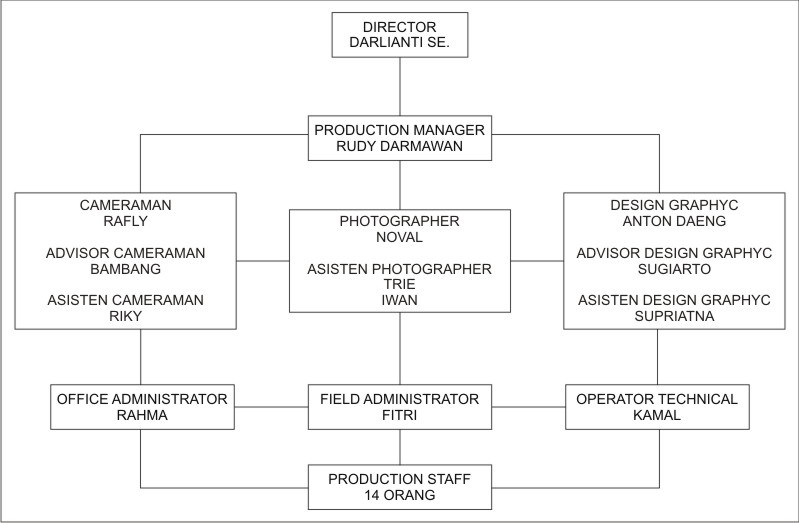 DIRECTOR
DARLIANTI SE.
PRODUCTION MANAGER
RUDY DARMAWAN
CAMERAMAN
RAFLY
ADVISOR CAMERAMAN
BAMBANG
ASISTEN CAMERAMAN
RIKY
PHOTOGRAPHER
NOVAL
ASISTEN PHOTOGRAPHER
TRIE
IWAN
DESIGN GRAPHYC
ANTON DAENG
ADVISOR DESIGN GRAPHYC
SUGIARTO
ASISTEN DESIGN GRAPHYC
SUPRIATNA
OFFICE ADMINISTRATOR
RAHMA
FIELD ADMINISTRATOR
FITRI
OPERATOR TECHNICAL
KAMAL
PRODUCTION STAFF
14 ORANG